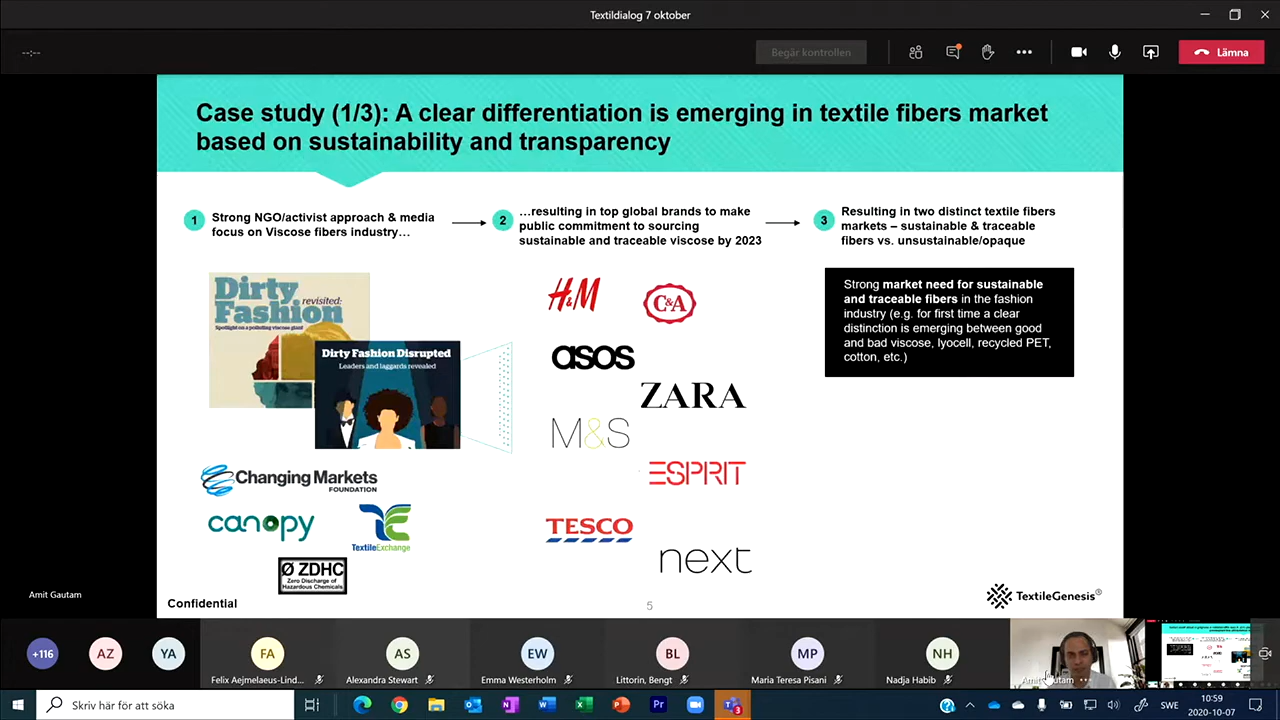 Textildialog 7 oktober
--:--
Begär kontrollen
Lämna
Case study (1/3): A clear differentiation is emerging in textile fibers market
based on sustainability and transparency
1
Strong NGO/activist approach & media
focus on Viscose fibers industry…
2
…resulting in top global brands to make
public commitment to sourcing
sustainable and traceable viscose by 2023
3
Resulting in two distinct textile fibers
markets – sustainable & traceable
fibers vs. unsustainable/opaque
Dirty
Fashion
revisited:
Spotlight on a polluting viscose giant
Dirty Fashion Disrupted
Leaders and laggards revealed
Changing Markets
FOUNDATION
canopy
TE
TextileExchange
Ø ZDHC
Zero Discharge of
Hazardous Chemicals
H&M
C&A
asos
ZARA
M&S
ESPRIT
TESCO
next
Strong market need for sustainable
and traceable fibers in the fashion
industry (e.g. for first time a clear
distinction is emerging between good
and bad viscose, lyocell, recycled PET,
cotton, etc.)
Amit Gautam
Confidential
5
TextileGenesis®
+116
AZ
YA
FA
Felix Aejmelaeus-Lind...
AS
Alexandra Stewart
EW
Emma Westerholm
BL
Littorin, Bengt
MP
Maria Teresa Pisani
NH
Nadja Habib
Amit Gautam
Skriv här för att söka
SWE
10:59
2020-10-07